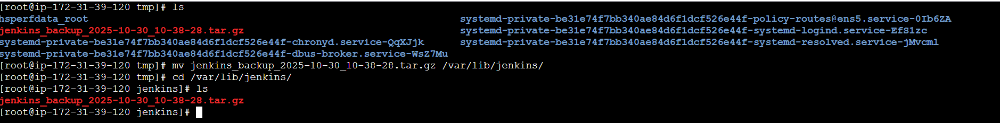 [root@ip-172-31-39-120 tmp]# ls
hsperfdata_root systemd-private-be31e74f7bb340ae84d6f1dcf526e44f-policy-routes@ens5.service-0Ib6ZA
jenkins_backup_2025-10-30_10-38-28.tar.gz systemd-private-be31e74f7bb340ae84d6f1dcf526e44f-systemd-logind.service-EfS1zc
systemd-private-be31e74f7bb340ae84d6f1dcf526e44f-chronyd.service-QqXJjk systemd-private-be31e74f7bb340ae84d6f1dcf526e44f-systemd-resolved.service-jMvcml
systemd-private-be31e74f7bb340ae84d6f1dcf526e44f-dbus-broker.service-WsZ7Mu
[root@ip-172-31-39-120 tmp]# mv jenkins_backup_2025-10-30_10-38-28.tar.gz /var/lib/jenkins/
[root@ip-172-31-39-120 tmp]# cd /var/lib/jenkins/
[root@ip-172-31-39-120 jenkins]# ls
jenkins_backup_2025-10-30_10-38-28.tar.gz
[root@ip-172-31-39-120 jenkins]#